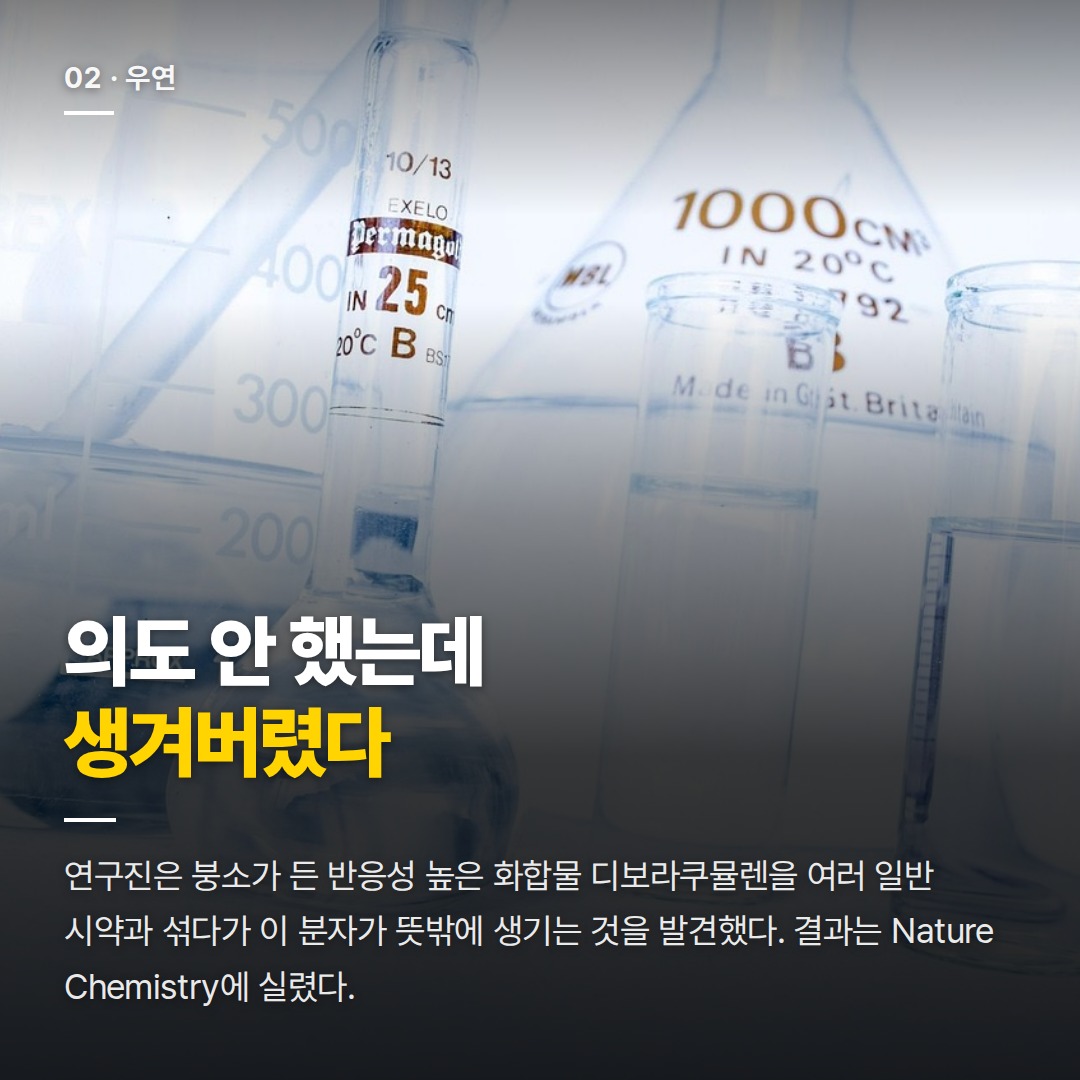 02 · 우연
500
10/13
EXELO
1000CM³
Permagol
IN 20°C
400
WBL
IN 25 cm
792
20°C B BS
B
300
Made in
200
의도 안 했는데
생겨버렸다
연구진은 붕소가 든 반응성 높은 화합물 디보라쿠뮬렌을 여러 일반
시약과 섞다가 이 분자가 뜻밖에 생기는 것을 발견했다. 결과는 Nature
Chemistry에 실렸다.